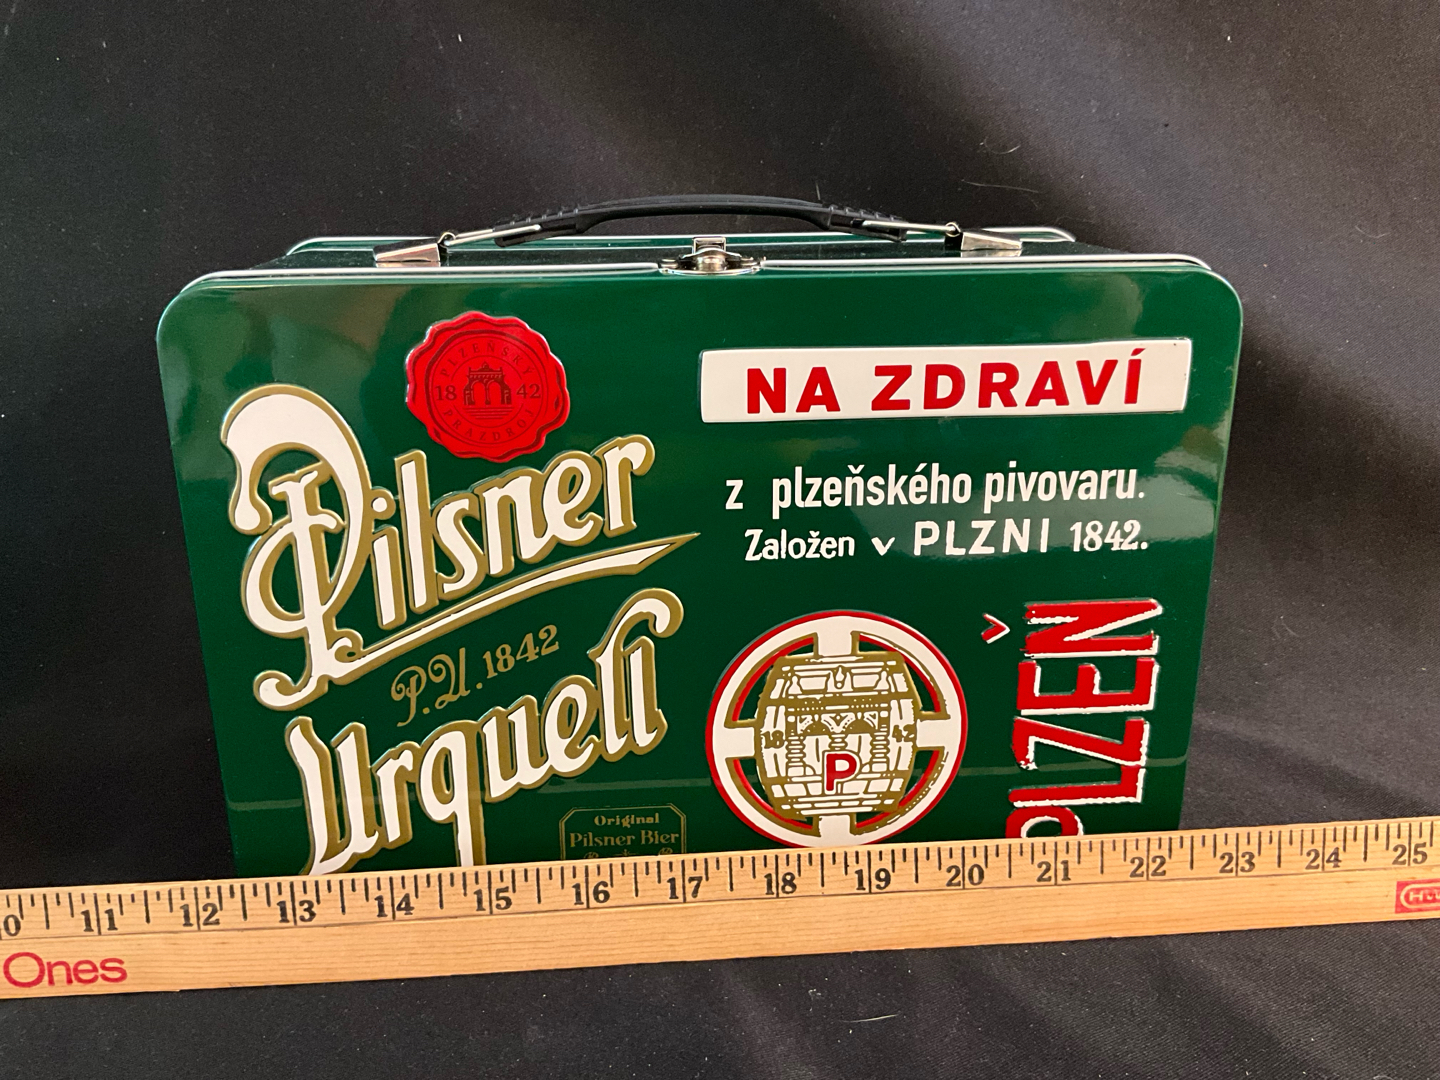 PLZEŇSKÝ
18 42
PRAZDROJ
Pilsner
P.U. 1842
Urquell
Original
Pilsner Bier
NA ZDRAVÍ
z plzeňského pivovaru.
Založen v PLZNI 1842.
18 42
P
PLZEŇ
0 11 12 13 14 15 16 17 18 19 20 21 22 23 24 25
Ones